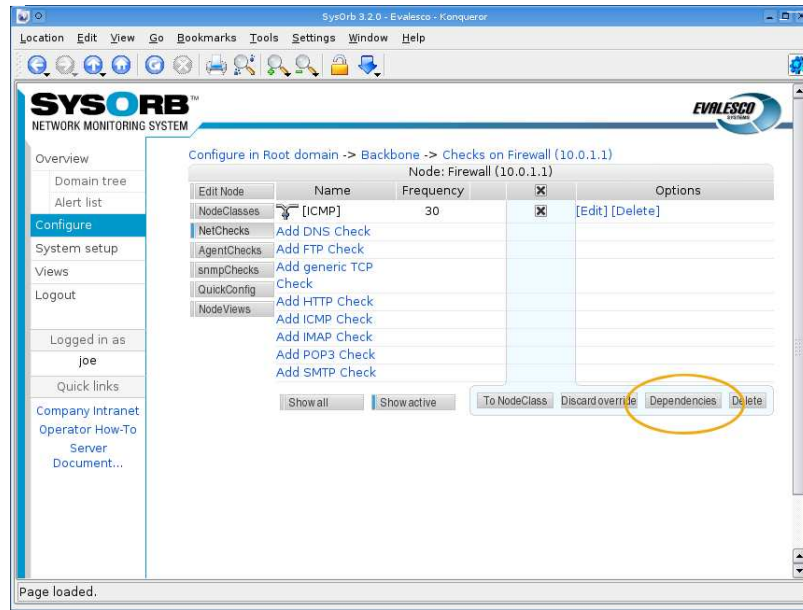 SysOrb 3.2.0 - Evalesco - Konqueror
Location Edit View Go Bookmarks Tools Settings Window Help
SYSORB™
NETWORK MONITORING SYSTEM
EVALESCO
SYSTEMS
Overview
Domain tree
Alert list
Configure
System setup
Views
Logout
Logged in as
joe
Quick links
Company Intranet
Operator How-To
Server
Document...
Configure in Root domain -> Backbone -> Checks on Firewall (10.0.1.1)
Node: Firewall (10.0.1.1)
Edit Node
NodeClasses
NetChecks
AgentChecks
snmpChecks
QuickConfig
NodeViews
Name Frequency Options
[ICMP] 30 [Edit] [Delete]
Add DNS Check
Add FTP Check
Add generic TCP
Check
Add HTTP Check
Add ICMP Check
Add IMAP Check
Add POP3 Check
Add SMTP Check
Show all Show active To NodeClass Discard override Dependencies Delete
Page loaded.